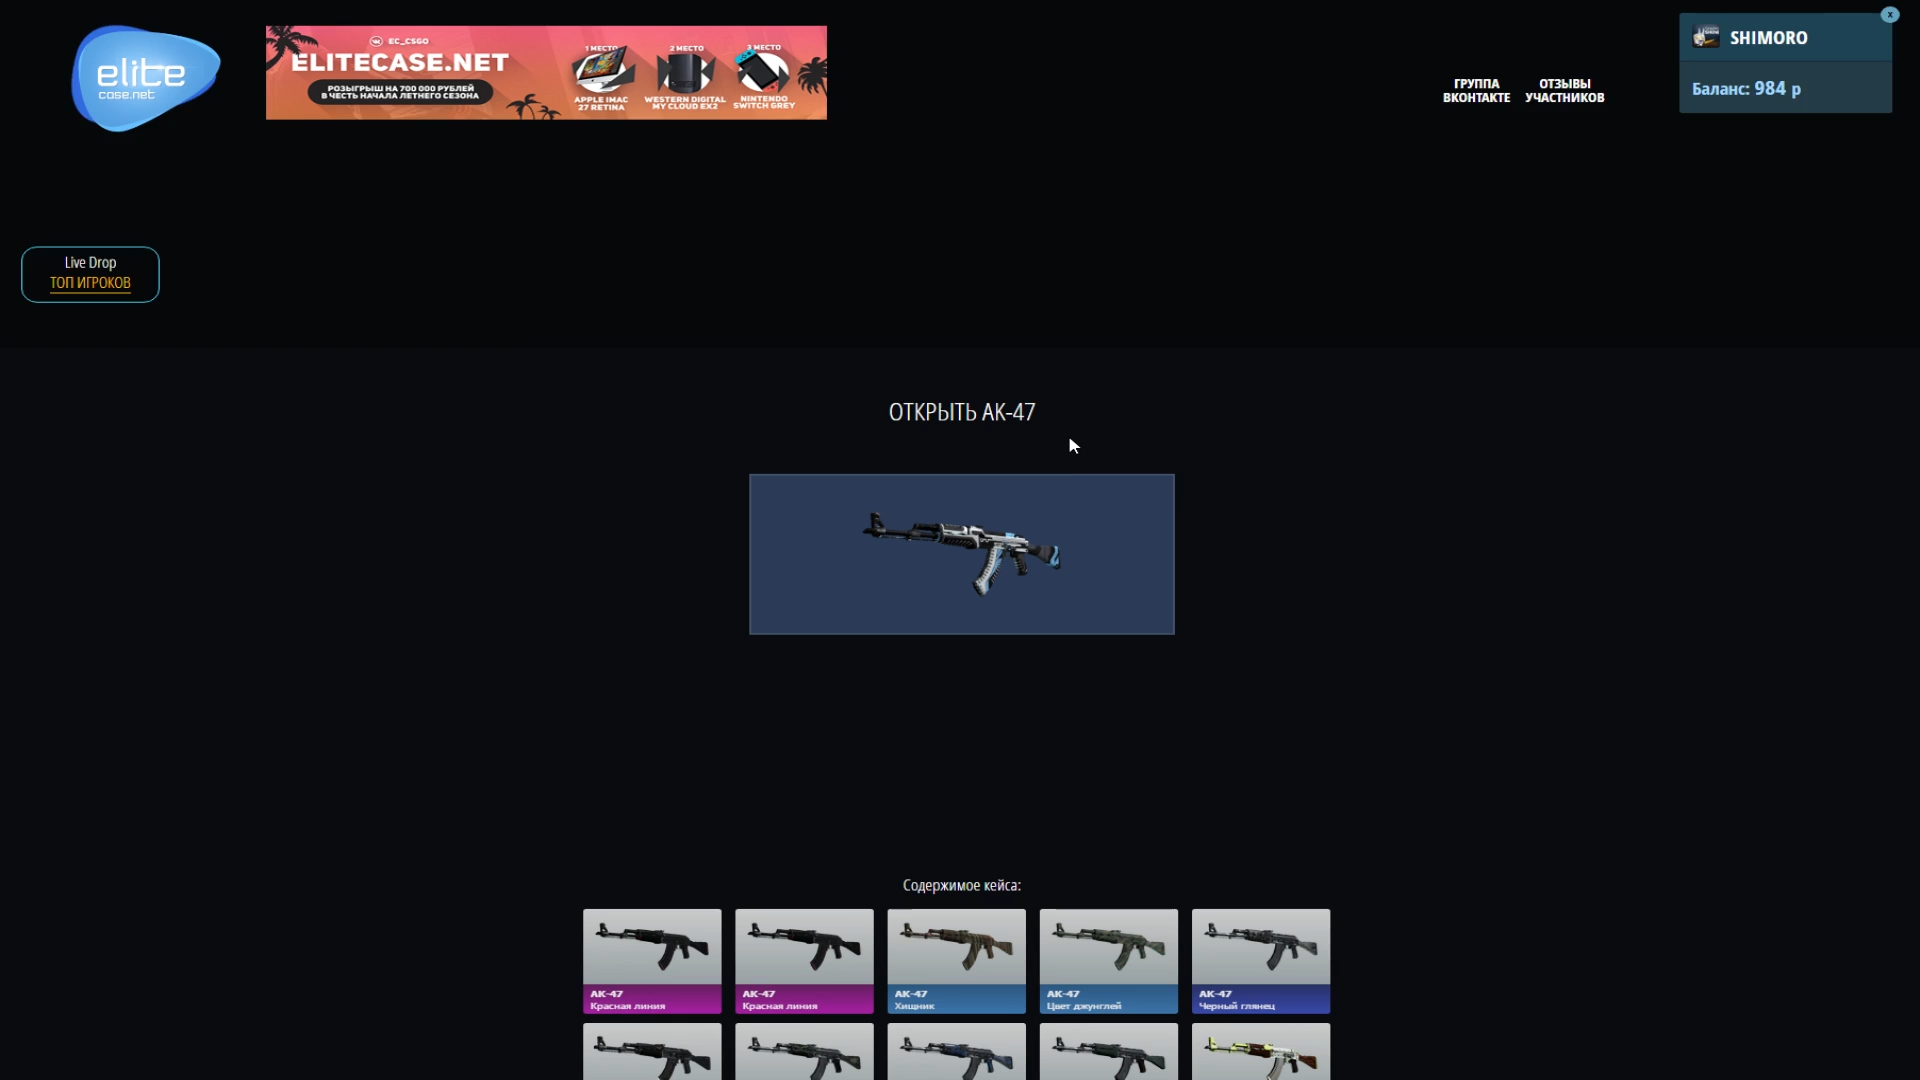 elite
case.net
EC_CSGO
ELITECASE.NET
РОЗЫГРЫШ НА 700 000 РУБЛЕЙ
В ЧЕСТЬ НАЧАЛА ЛЕТНЕГО СЕЗОНА
1 МЕСТО
APPLE IMAC
27 RETINA
2 МЕСТО
WESTERN DIGITAL
MY CLOUD EX2
3 МЕСТО
NINTENDO
SWITCH GREY
ГРУППА
ВКОНТАКТЕ
ОТЗЫВЫ
УЧАСТНИКОВ
x
SHIMORO
Баланс: 984 р
Live Drop
ТОП ИГРОКОВ
ОТКРЫТЬ AK-47
Содержимое кейса:
AK-47
Красная линия
AK-47
Красная линия
AK-47
Хищник
AK-47
Цвет джунглей
AK-47
Черный глянец